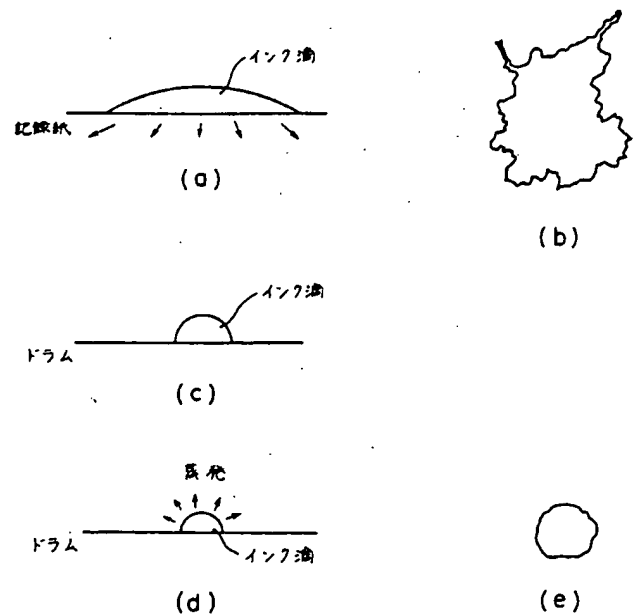 インク滴
記録紙
(a)
(b)
インク滴
ドラム
(c)
蒸発
ドラム
インク滴
(d)
(e)